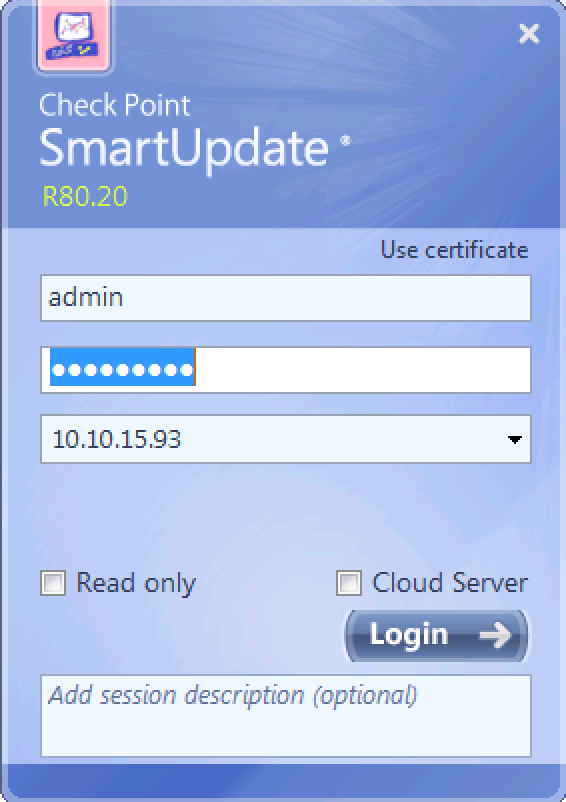 Check Point
SmartUpdate ®
R80.20
Use certificate
admin
●●●●●●●●●
10.10.15.93
Read only
Cloud Server
Login
Add session description (optional)